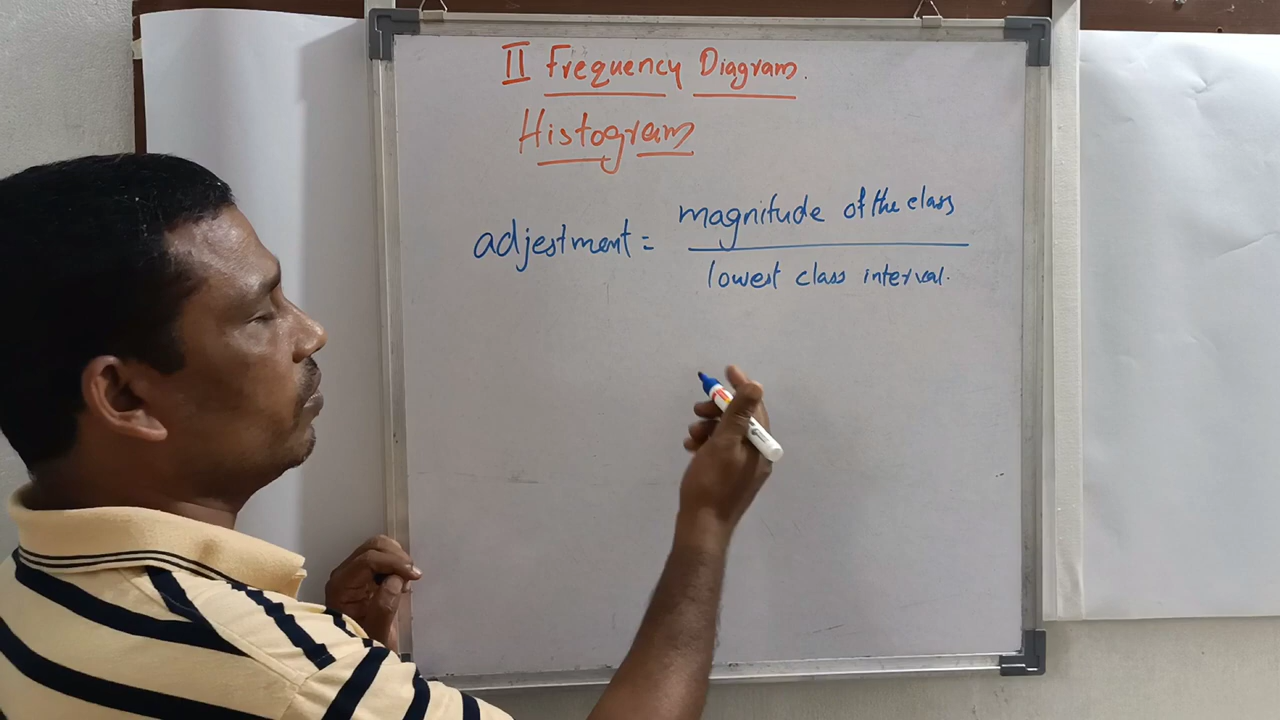 II Frequency Diagram.
Histogram
adjestment = magnitude of the class
lowest class interval.